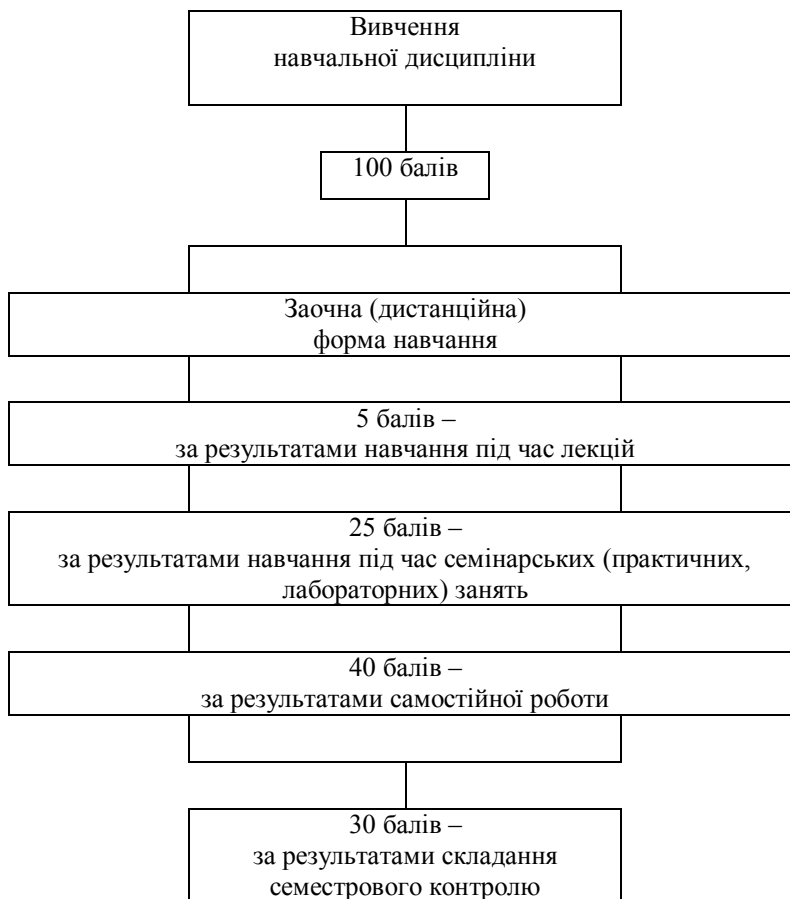 Вивчення
навчальної дисципліни
100 балів
Заочна (дистанційна)
форма навчання
5 балів –
за результатами навчання під час лекцій
25 балів –
за результатами навчання під час семінарських (практичних,
лабораторних) занять
40 балів –
за результатами самостійної роботи
30 балів –
за результатами складання
семестрового контролю